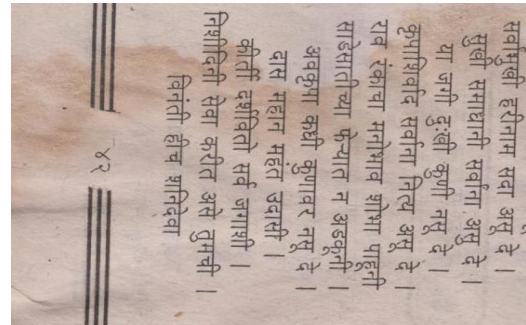 सर्वामुखी हरीनाम सदा असु दे ।
सुखी समाधानी सर्वांना असु दे ।
या जगी दुःखी कुणी नसु दे ।
कृपाशिर्वाद सर्वांना नित्य असू दे ।
राव रंकाचा मनोभाव शोभा पाहूनी
साडेसातीच्या फेऱ्यात न अडकूनी ।
अवकृपा कधी कुणावर नसू दे ।
दास महान महंत उदासी ।
कीर्ती दर्शविते सर्व जगाशी ।
निशीदिनी सेवा करीत असे तुमची ।
विनंती हीच शनिदेवा
४२